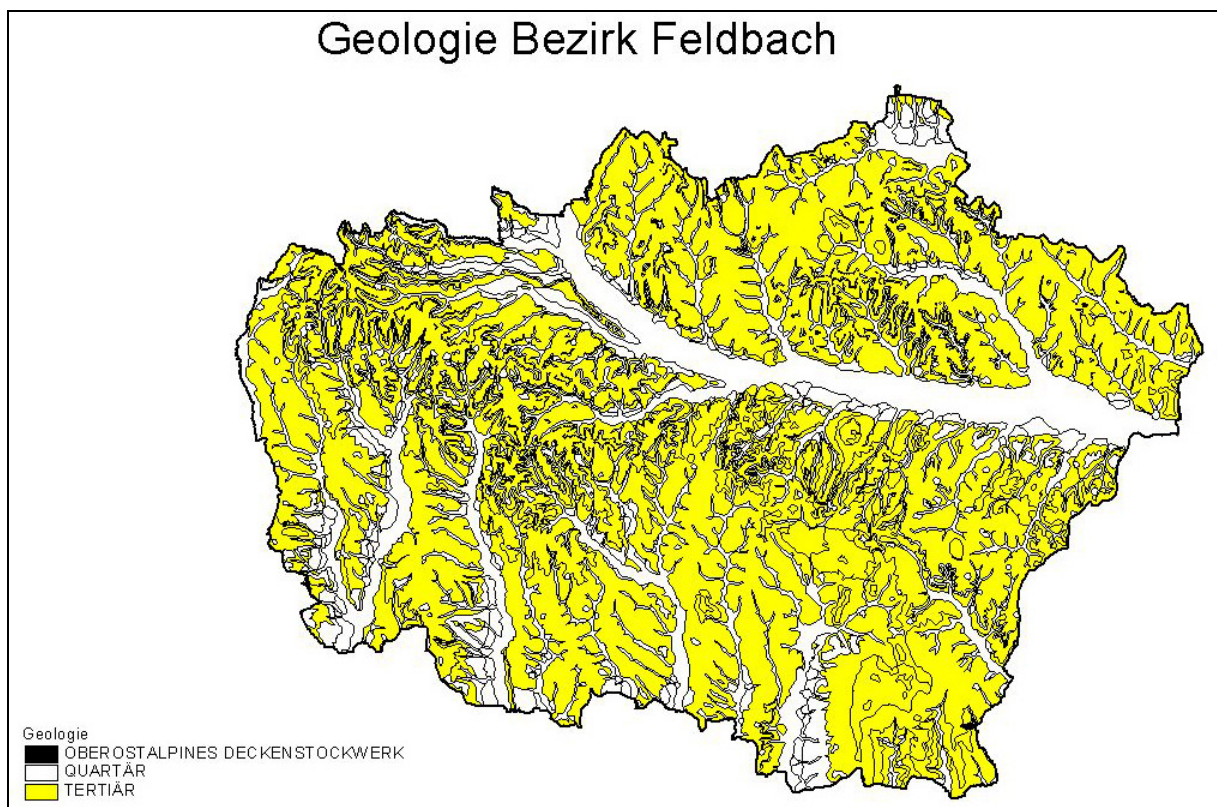 Geologie Bezirk Feldbach
Geologie
OBEROSTALPINES DECKENSTOCKWERK
QUARTÄR
TERTIÄR